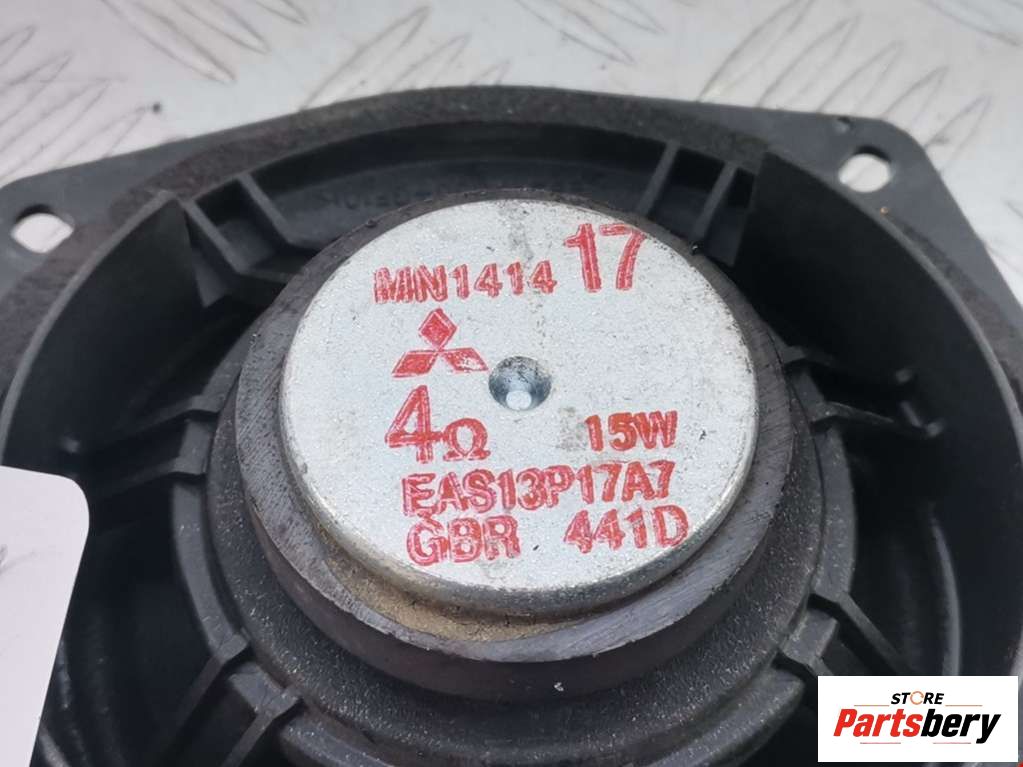 MN1414 17
4Ω 15W
EAS13P17A7
GBR 441D
STORE
Partsbery